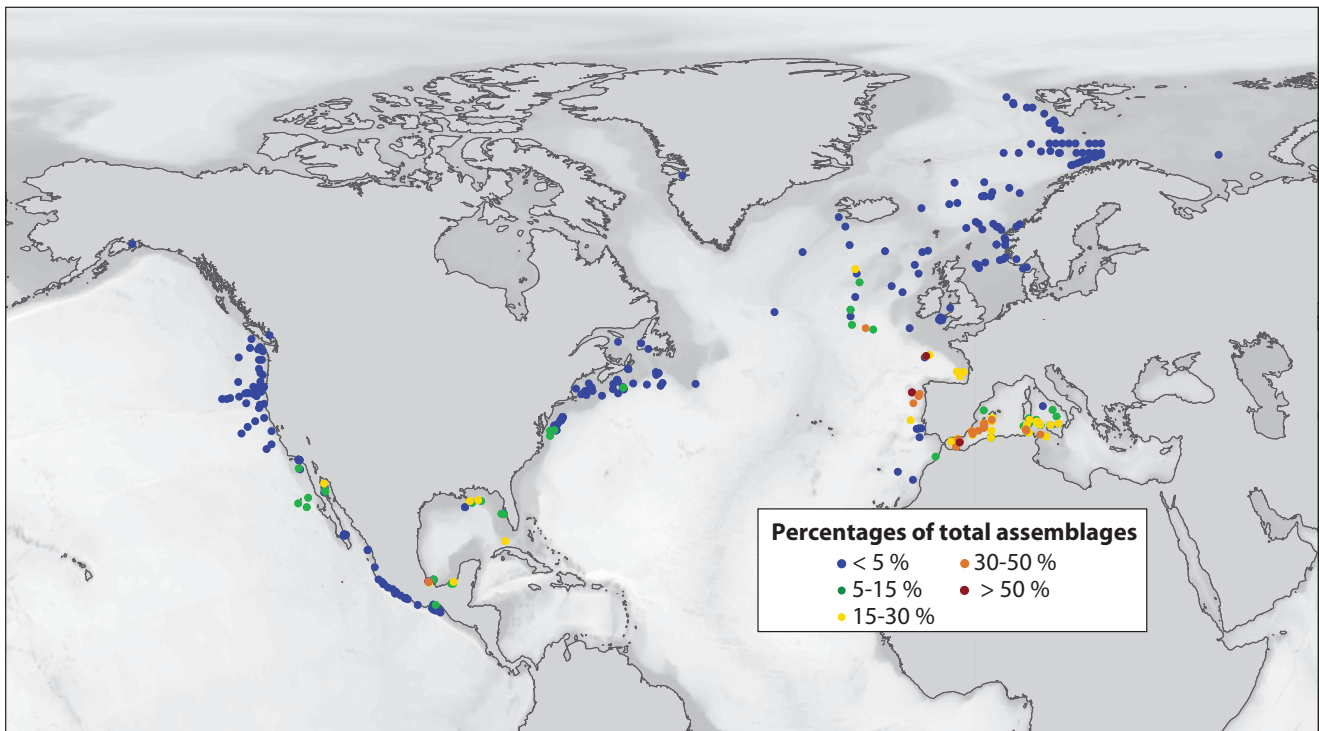 Percentages of total assemblages
< 5 % 30-50 %
5-15 % > 50 %
15-30 %